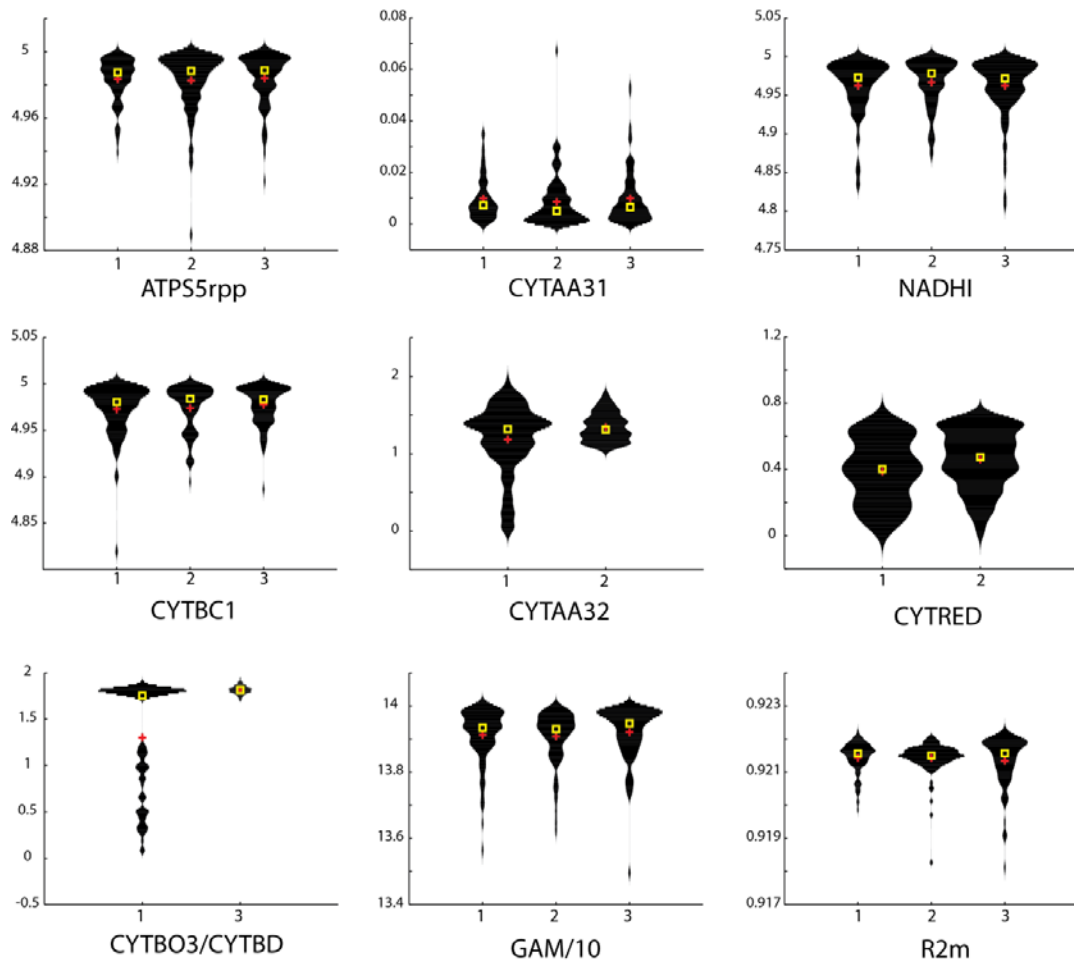 5
4.96
4.92
4.88
1 2 3
ATPS5rpp
0.08
0.06
0.04
0.02
0
1 2 3
CYTAA31
5.05
5
4.95
4.9
4.8
4.75
1 2 3
NADHI
5.05
5
4.95
4.9
4.85
1 2 3
CYTBC1
2
1
0
1 2
CYTAA32
1.2
0.8
0.4
0
1 2
CYTRED
2
1.5
1
0.5
0
-0.5
1 3
CYTBO3/CYTBD
14
13.8
13.6
13.4
1 2 3
GAM/10
0.923
0.921
0.919
0.917
1 2 3
R2m